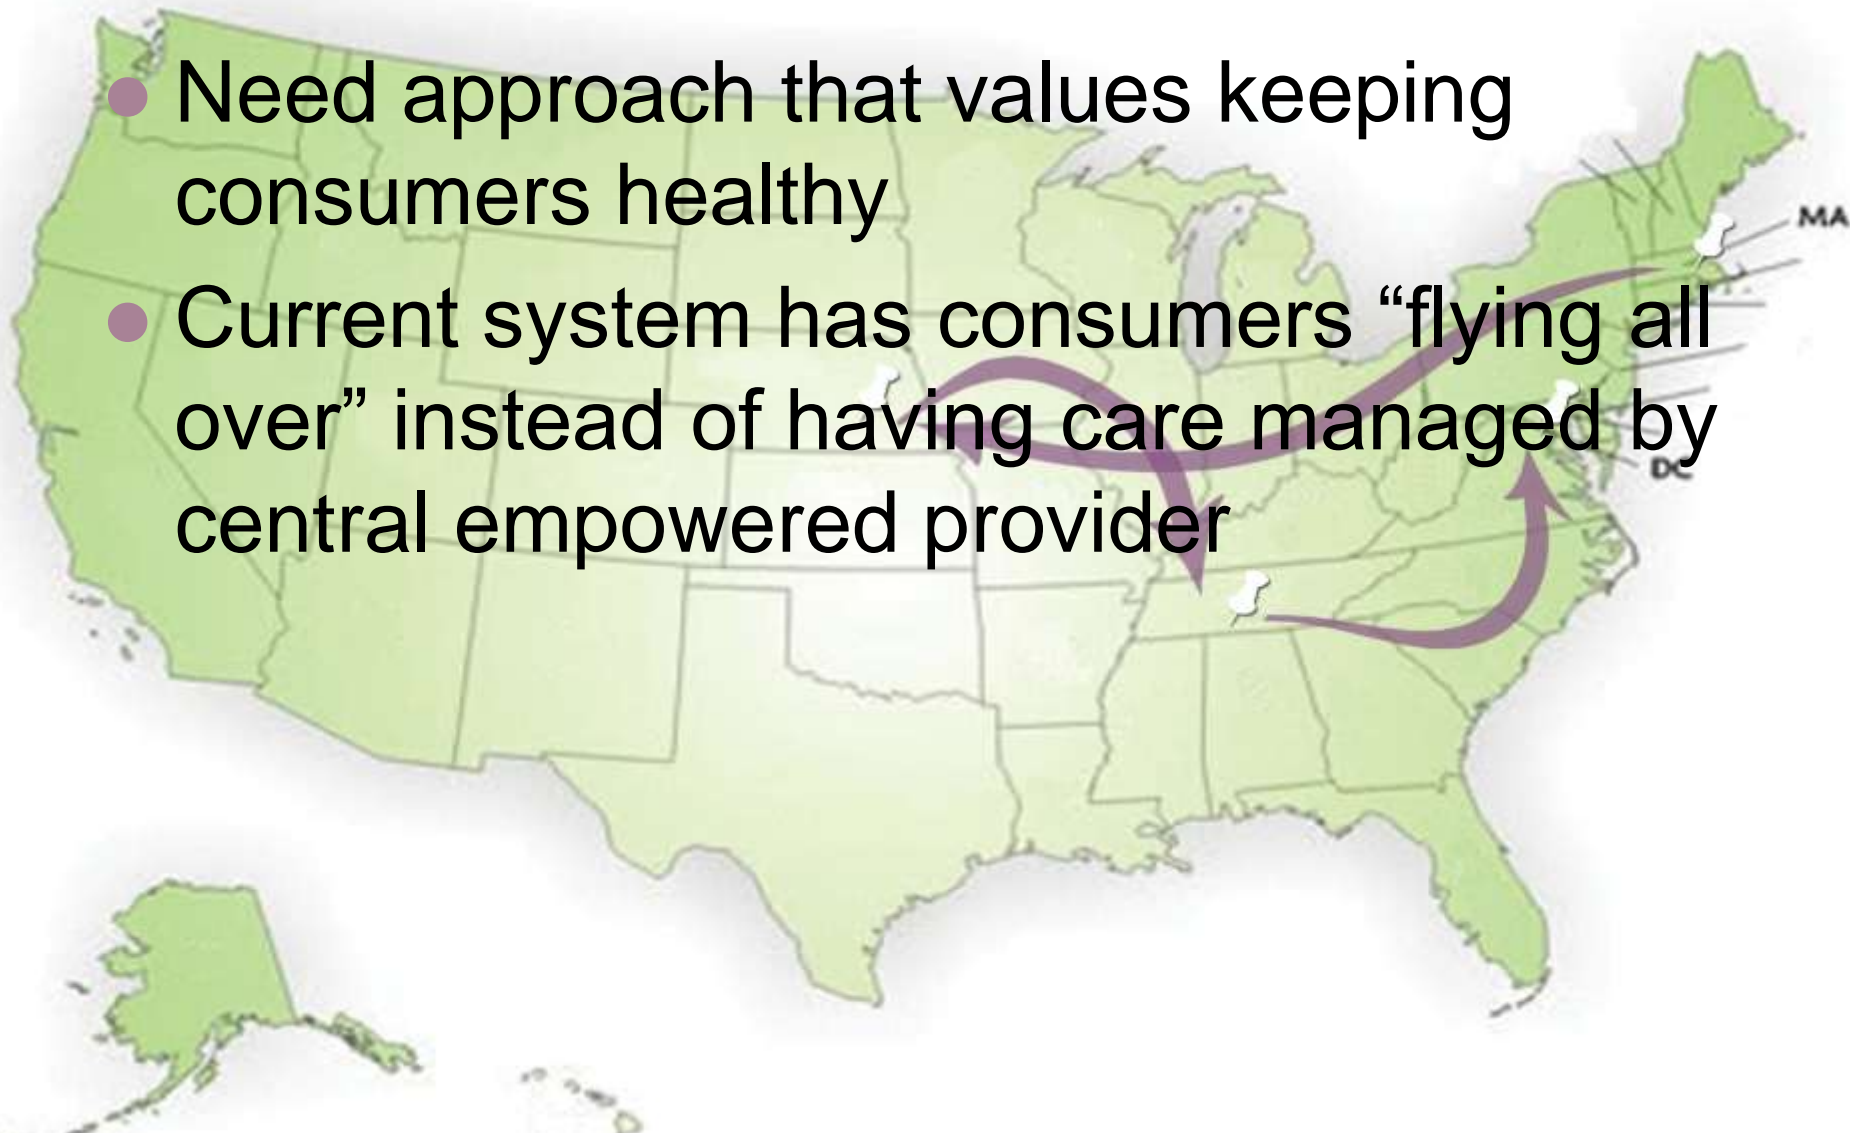 ● Need approach that values keeping
consumers healthy
● Current system has consumers “flying all
over” instead of having care managed by
central empowered provider
MA
DC